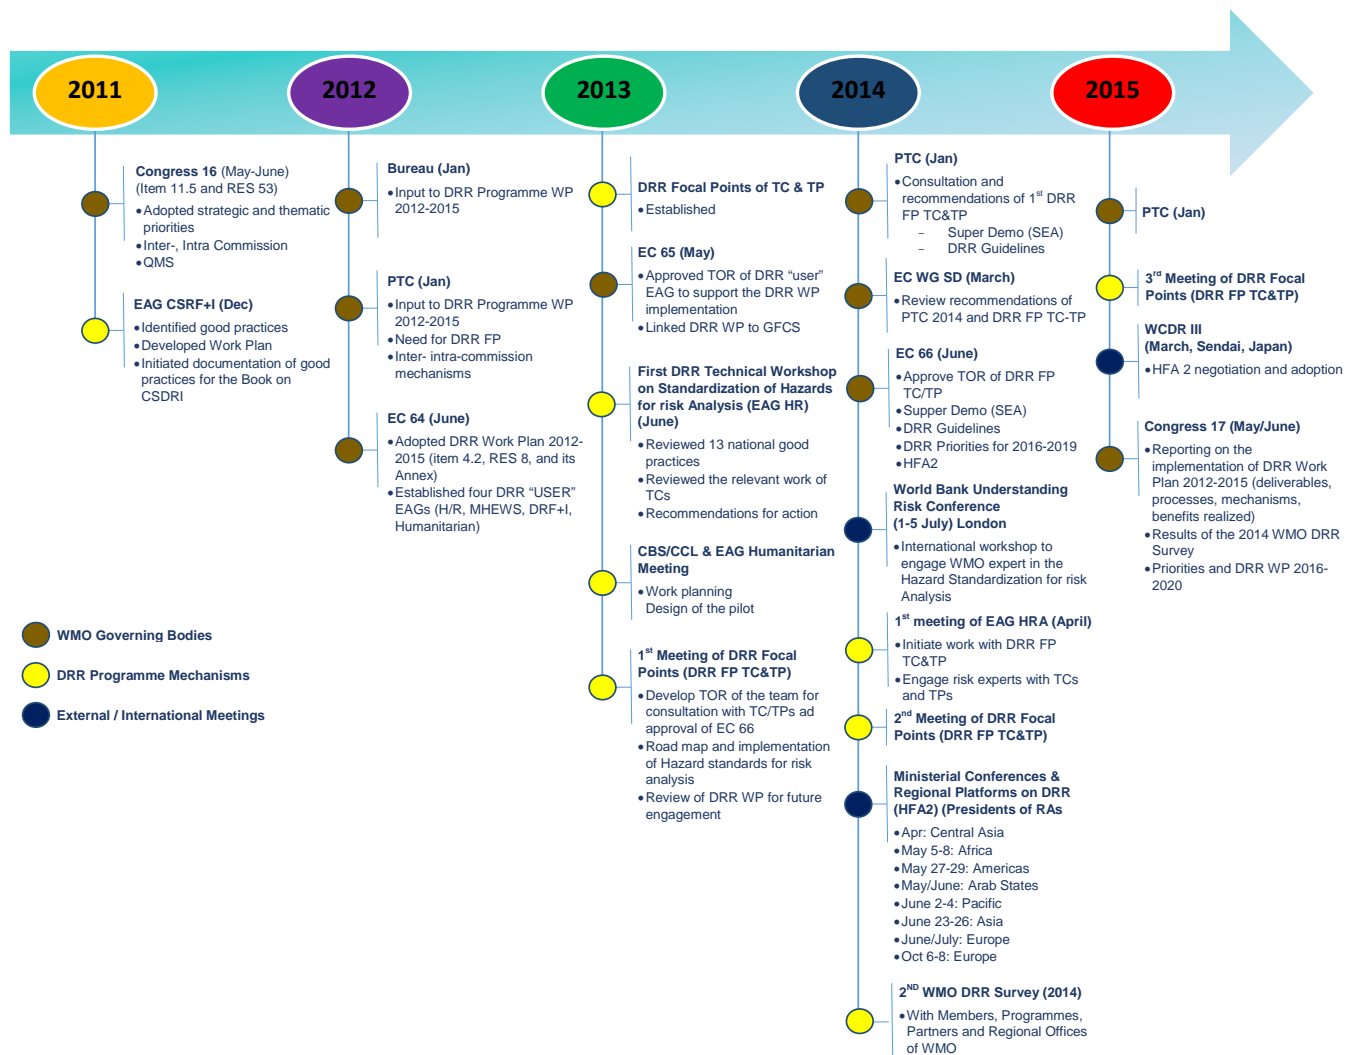 2011
2012
2013
2014
2015
Congress 16 (May-June)
(Item 11.5 and RES 53)
•Adopted strategic and thematic
priorities
•Inter-, Intra Commission
•QMS
EAG CSRF+I (Dec)
•Identified good practices
•Developed Work Plan
•Initiated documentation of good
practices for the Book on
CSDRI
Bureau (Jan)
•Input to DRR Programme WP
2012-2015
PTC (Jan)
•Input to DRR Programme WP
2012-2015
•Need for DRR FP
•Inter- intra-commission
mechanisms
EC 64 (June)
•Adopted DRR Work Plan 2012-
2015 (item 4.2, RES 8, and its
Annex)
•Established four DRR “USER”
EAGs (H/R, MHEWS, DRF+I,
Humanitarian)
DRR Focal Points of TC & TP
•Established
EC 65 (May)
•Approved TOR of DRR “user”
EAG to support the DRR WP
implementation
•Linked DRR WP to GFCS
First DRR Technical Workshop
on Standardization of Hazards
for risk Analysis (EAG HR)
(June)
•Reviewed 13 national good
practices
•Reviewed the relevant work of
TCs
•Recommendations for action
CBS/CCL & EAG Humanitarian
Meeting
•Work planning
Design of the pilot
1st Meeting of DRR Focal
Points (DRR FP TC&TP)
•Develop TOR of the team for
consultation with TC/TPs ad
approval of EC 66
•Road map and implementation
of Hazard standards for risk
analysis
•Review of DRR WP for future
engagement
PTC (Jan)
•Consultation and
recommendations of 1st DRR
FP TC&TP
– Super Demo (SEA)
– DRR Guidelines
EC WG SD (March)
•Review recommendations of
PTC 2014 and DRR FP TC-TP
EC 66 (June)
•Approve TOR of DRR FP
TC/TP
•Supper Demo (SEA)
•DRR Guidelines
•DRR Priorities for 2016-2019
•HFA2
World Bank Understanding
Risk Conference
(1-5 July) London
•International workshop to
engage WMO expert in the
Hazard Standardization for risk
Analysis
1st meeting of EAG HRA (April)
•Initiate work with DRR FP
TC&TP
•Engage risk experts with TCs
and TPs
2nd Meeting of DRR Focal
Points (DRR FP TC&TP)
Ministerial Conferences &
Regional Platforms on DRR
(HFA2) (Presidents of RAs
•Apr: Central Asia
•May 5-8: Africa
•May 27-29: Americas
•May/June: Arab States
•June 2-4: Pacific
•June 23-26: Asia
•June/July: Europe
•Oct 6-8: Europe
2ND WMO DRR Survey (2014)
•With Members, Programmes,
Partners and Regional Offices
of WMO
PTC (Jan)
3rd Meeting of DRR Focal
Points (DRR FP TC&TP)
WCDR III
(March, Sendai, Japan)
•HFA 2 negotiation and adoption
Congress 17 (May/June)
•Reporting on the
implementation of DRR Work
Plan 2012-2015 (deliverables,
processes, mechanisms,
benefits realized)
•Results of the 2014 WMO DRR
Survey
•Priorities and DRR WP 2016-
2020
WMO Governing Bodies
DRR Programme Mechanisms
External / International Meetings